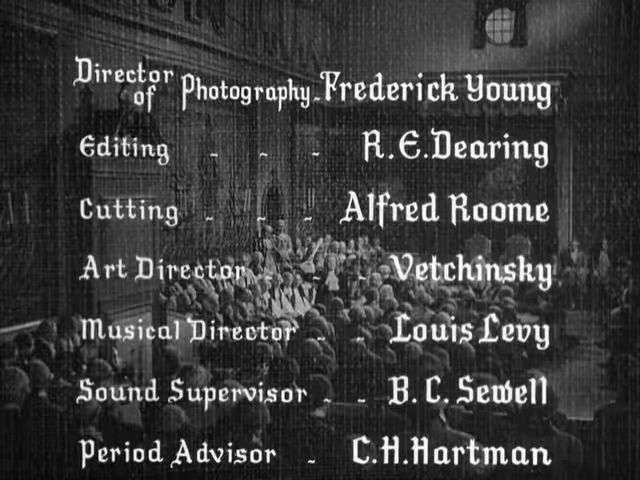 Director of Photography - Frederick Young
Editing - - - R.E.Dearing
Cutting - - - Alfred Roome
Art Director - - - Vetchinsky
Musical Director - - Louis Levy
Sound Supervisor - - B. C. Sewell
Period Advisor - C.H.Hartman